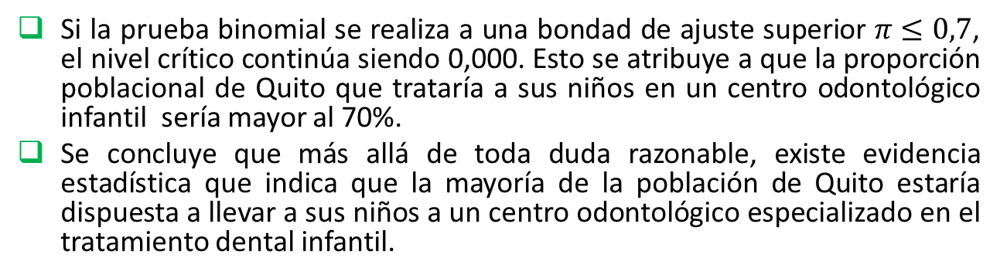 Si la prueba binomial se realiza a una bondad de ajuste superior π ≤ 0,7,
el nivel crítico continúa siendo 0,000. Esto se atribuye a que la proporción
poblacional de Quito que trataría a sus niños en un centro odontológico
infantil sería mayor al 70%.
Se concluye que más allá de toda duda razonable, existe evidencia
estadística que indica que la mayoría de la población de Quito estaría
dispuesta a llevar a sus niños a un centro odontológico especializado en el
tratamiento dental infantil.